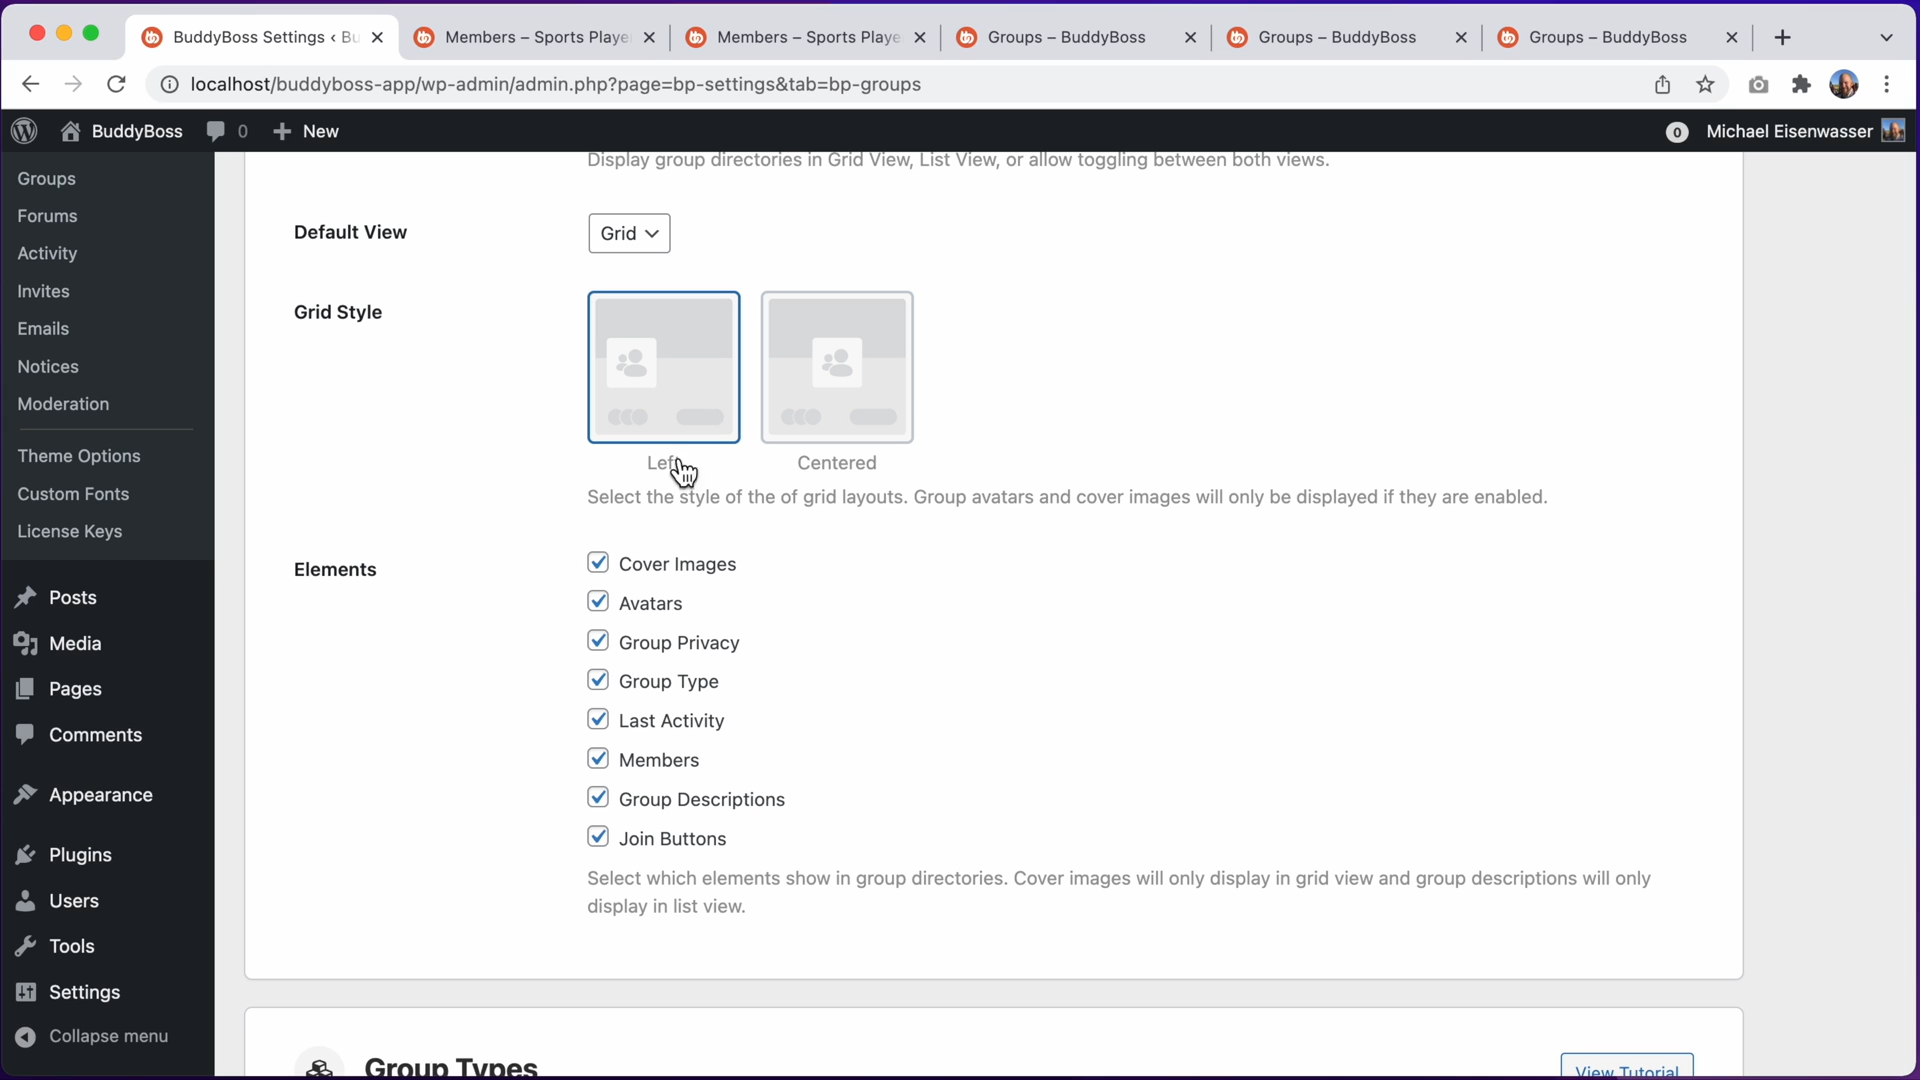 BuddyBoss Settings ‹ Bu
Members – Sports Playe
Members – Sports Playe
Groups – BuddyBoss
Groups – BuddyBoss
Groups – BuddyBoss
localhost/buddyboss-app/wp-admin/admin.php?page=bp-settings&tab=bp-groups
BuddyBoss
0
New
0
Michael Eisenwasser
Groups
Forums
Activity
Invites
Emails
Notices
Moderation
Theme Options
Custom Fonts
License Keys
Posts
Media
Pages
Comments
Appearance
Plugins
Users
Tools
Settings
Collapse menu
Display group directories in Grid View, List View, or allow toggling between both views.
Default View
Grid
Grid Style
Left
Centered
Select the style of the of grid layouts. Group avatars and cover images will only be displayed if they are enabled.
Elements
Cover Images
Avatars
Group Privacy
Group Type
Last Activity
Members
Group Descriptions
Join Buttons
Select which elements show in group directories. Cover images will only display in grid view and group descriptions will only
display in list view.
Group Types
View Tutorial